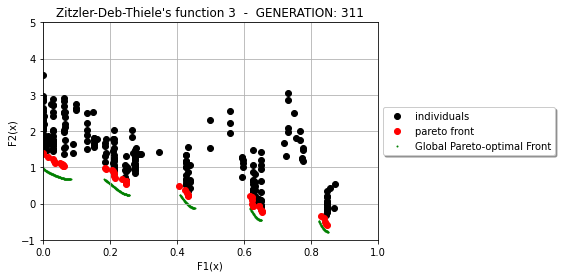 Zitzler-Deb-Thiele's function 3 - GENERATION: 311
5
4
3
2
1
0
−1
F2(x)
0.0 0.2 0.4 0.6 0.8 1.0
F1(x)
individuals
pareto front
Global Pareto-optimal Front